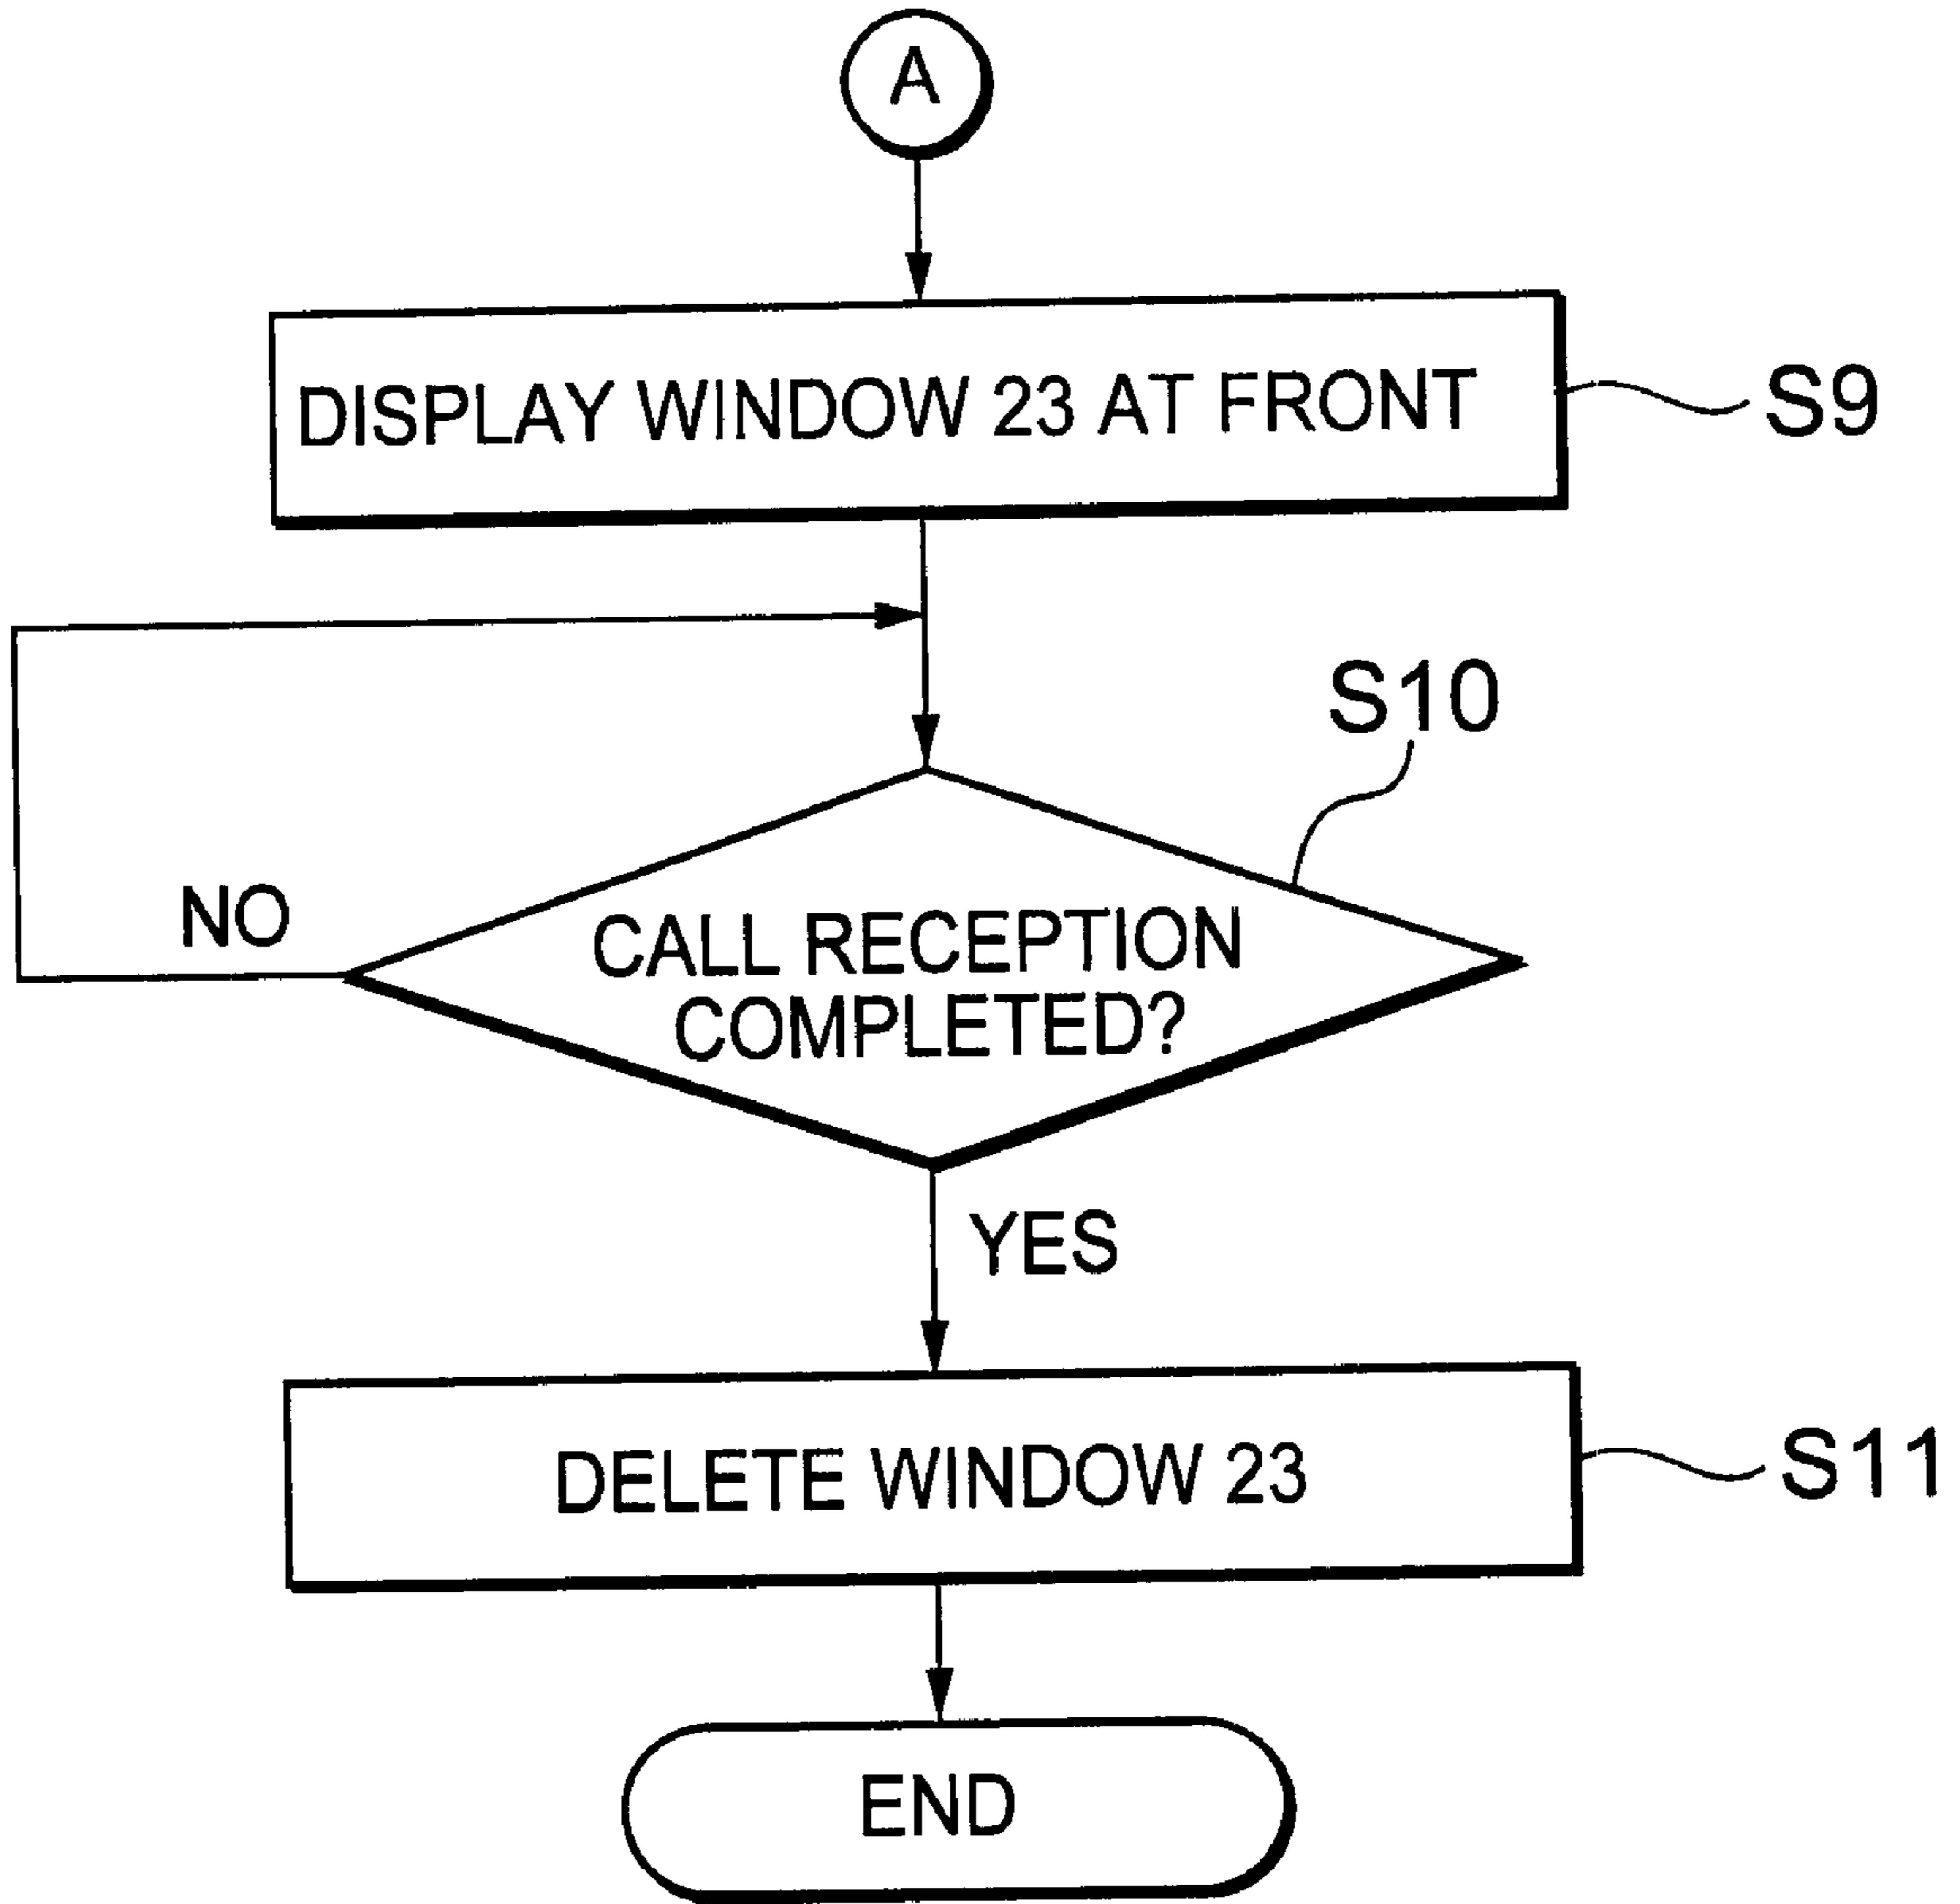 A
DISPLAY WINDOW 23 AT FRONT
S9
S10
NO
CALL RECEPTION
COMPLETED?
YES
DELETE WINDOW 23
S11
END